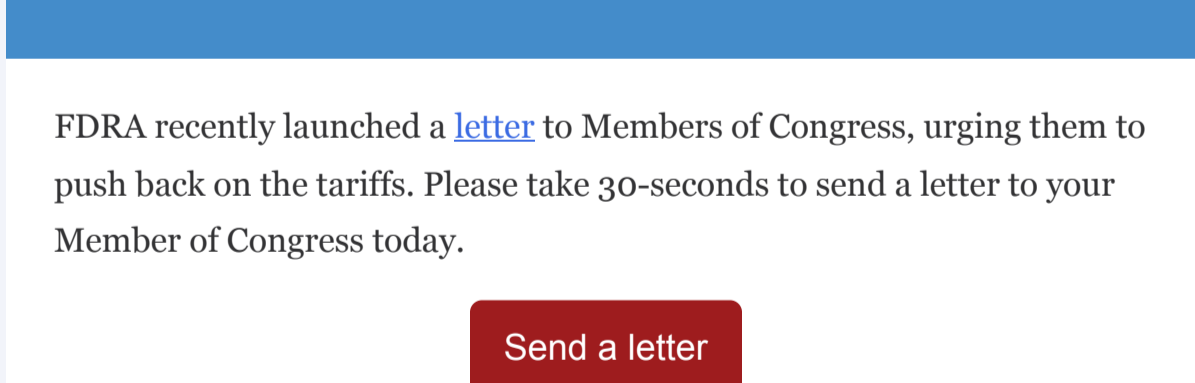 FDRA recently launched a letter to Members of Congress, urging them to
push back on the tariffs. Please take 30-seconds to send a letter to your
Member of Congress today.
Send a letter